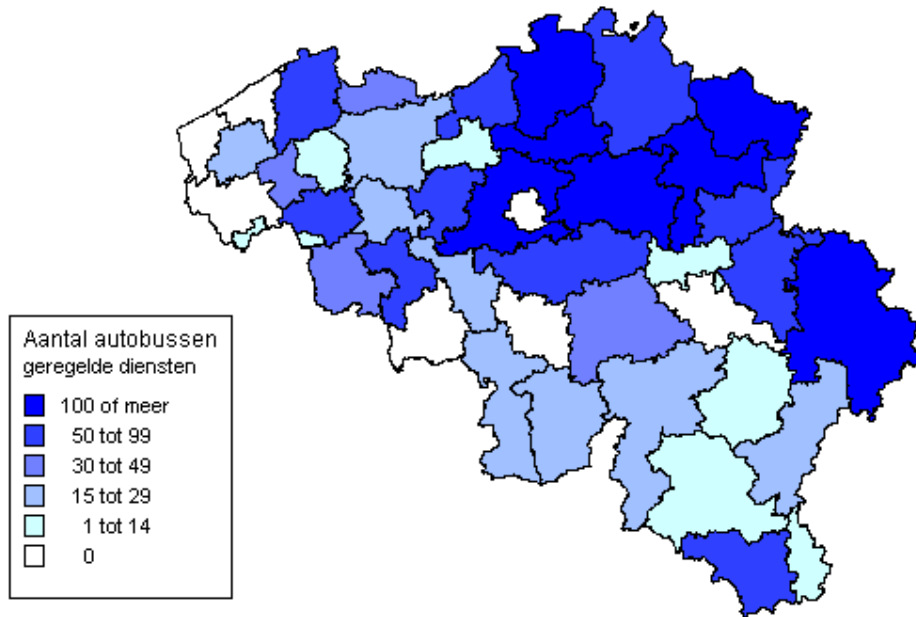 Aantal autobussen
geregelde diensten
100 of meer
50 tot 99
30 tot 49
15 tot 29
1 tot 14
0